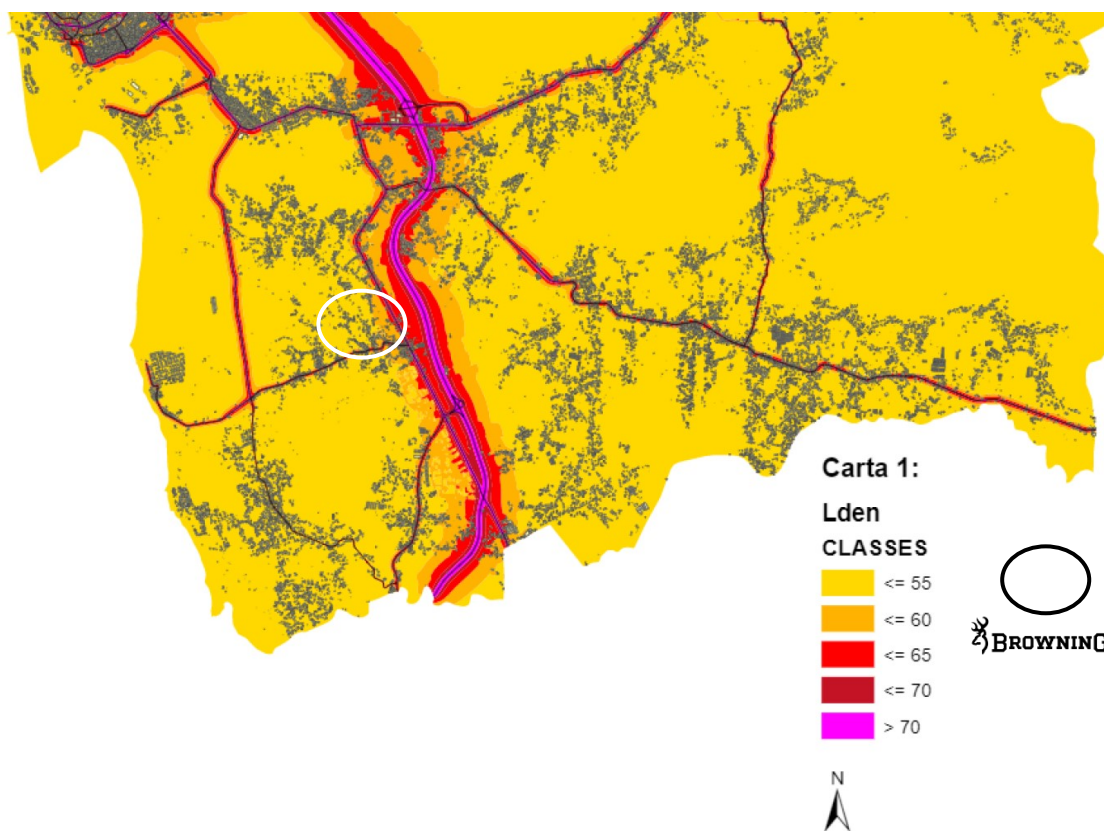 Carta 1:
Lden
CLASSES
<= 55
<= 60
<= 65
<= 70
> 70
BROWNING
N